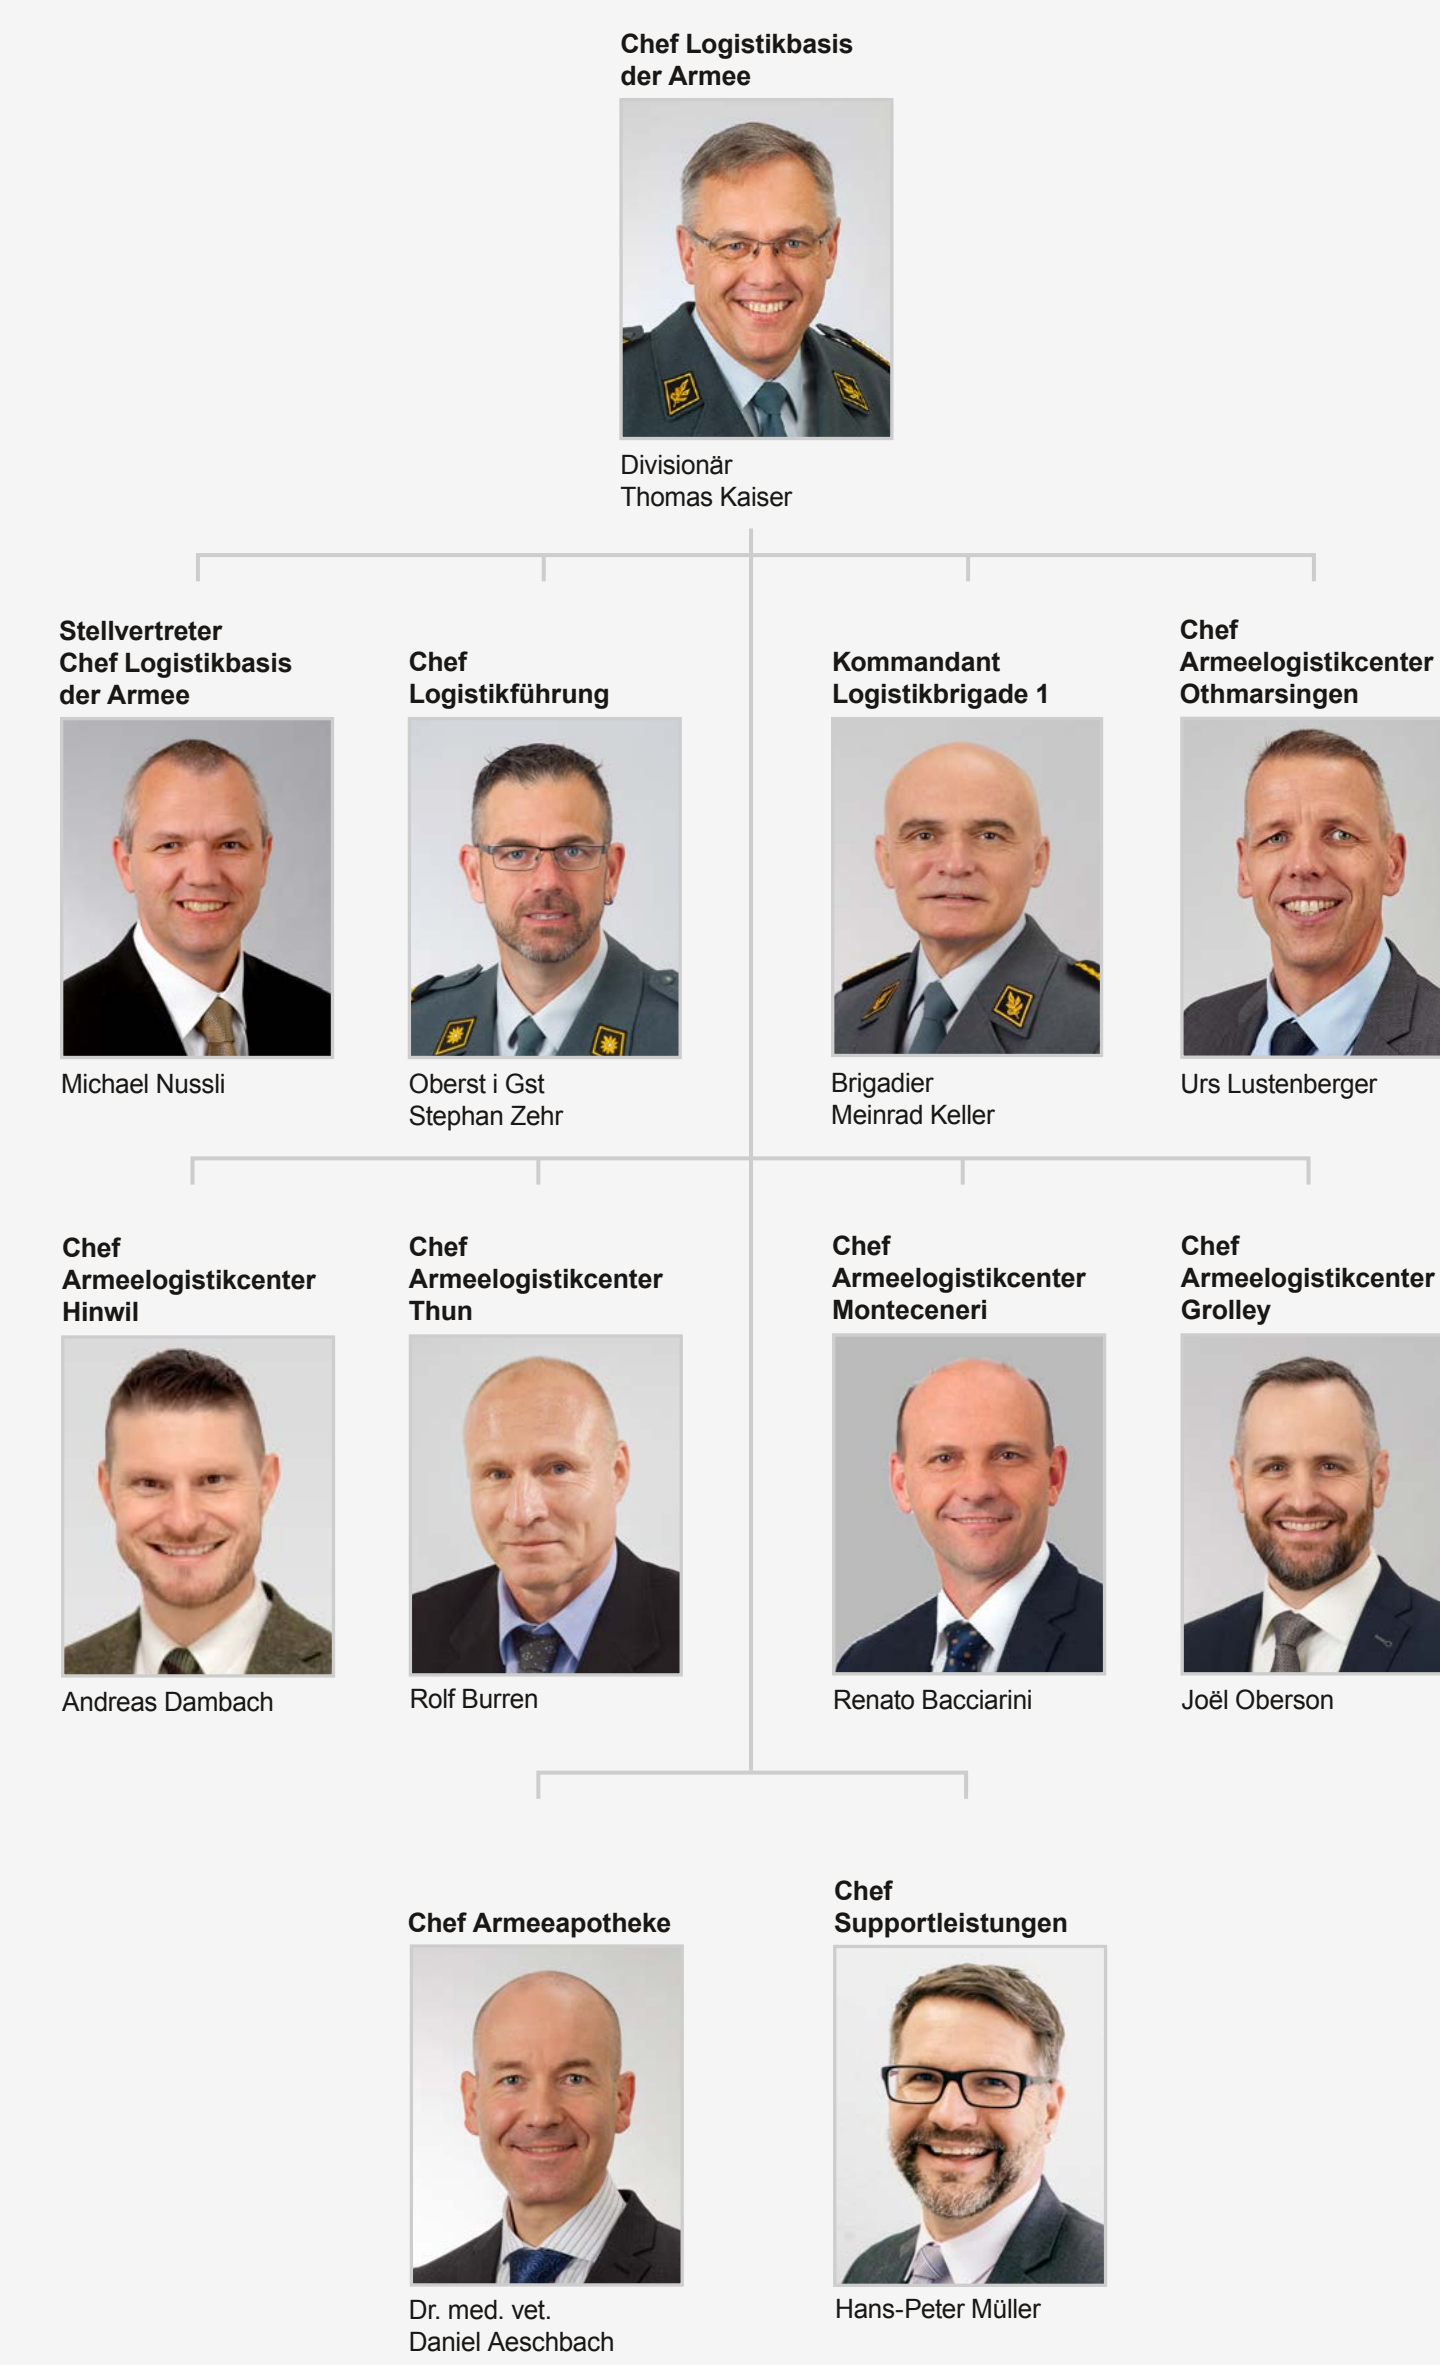 Chef Logistikbasis
der Armee
Divisionär
Thomas Kaiser
Stellvertreter
Chef Logistikbasis
der Armee
Michael Nussli
Chef
Logistikführung
Oberst i Gst
Stephan Zehr
Kommandant
Logistikbrigade 1
Brigadier
Meinrad Keller
Chef
Armeelogistikcenter
Othmarsingen
Urs Lustenberger
Chef
Armeelogistikcenter
Hinwil
Andreas Dambach
Chef
Armeelogistikcenter
Thun
Rolf Burren
Chef
Armeelogistikcenter
Monteceneri
Renato Bacciarini
Chef
Armeelogistikcenter
Grolley
Joël Oberson
Chef Armeeapotheke
Dr. med. vet.
Daniel Aeschbach
Chef
Supportleistungen
Hans-Peter Müller